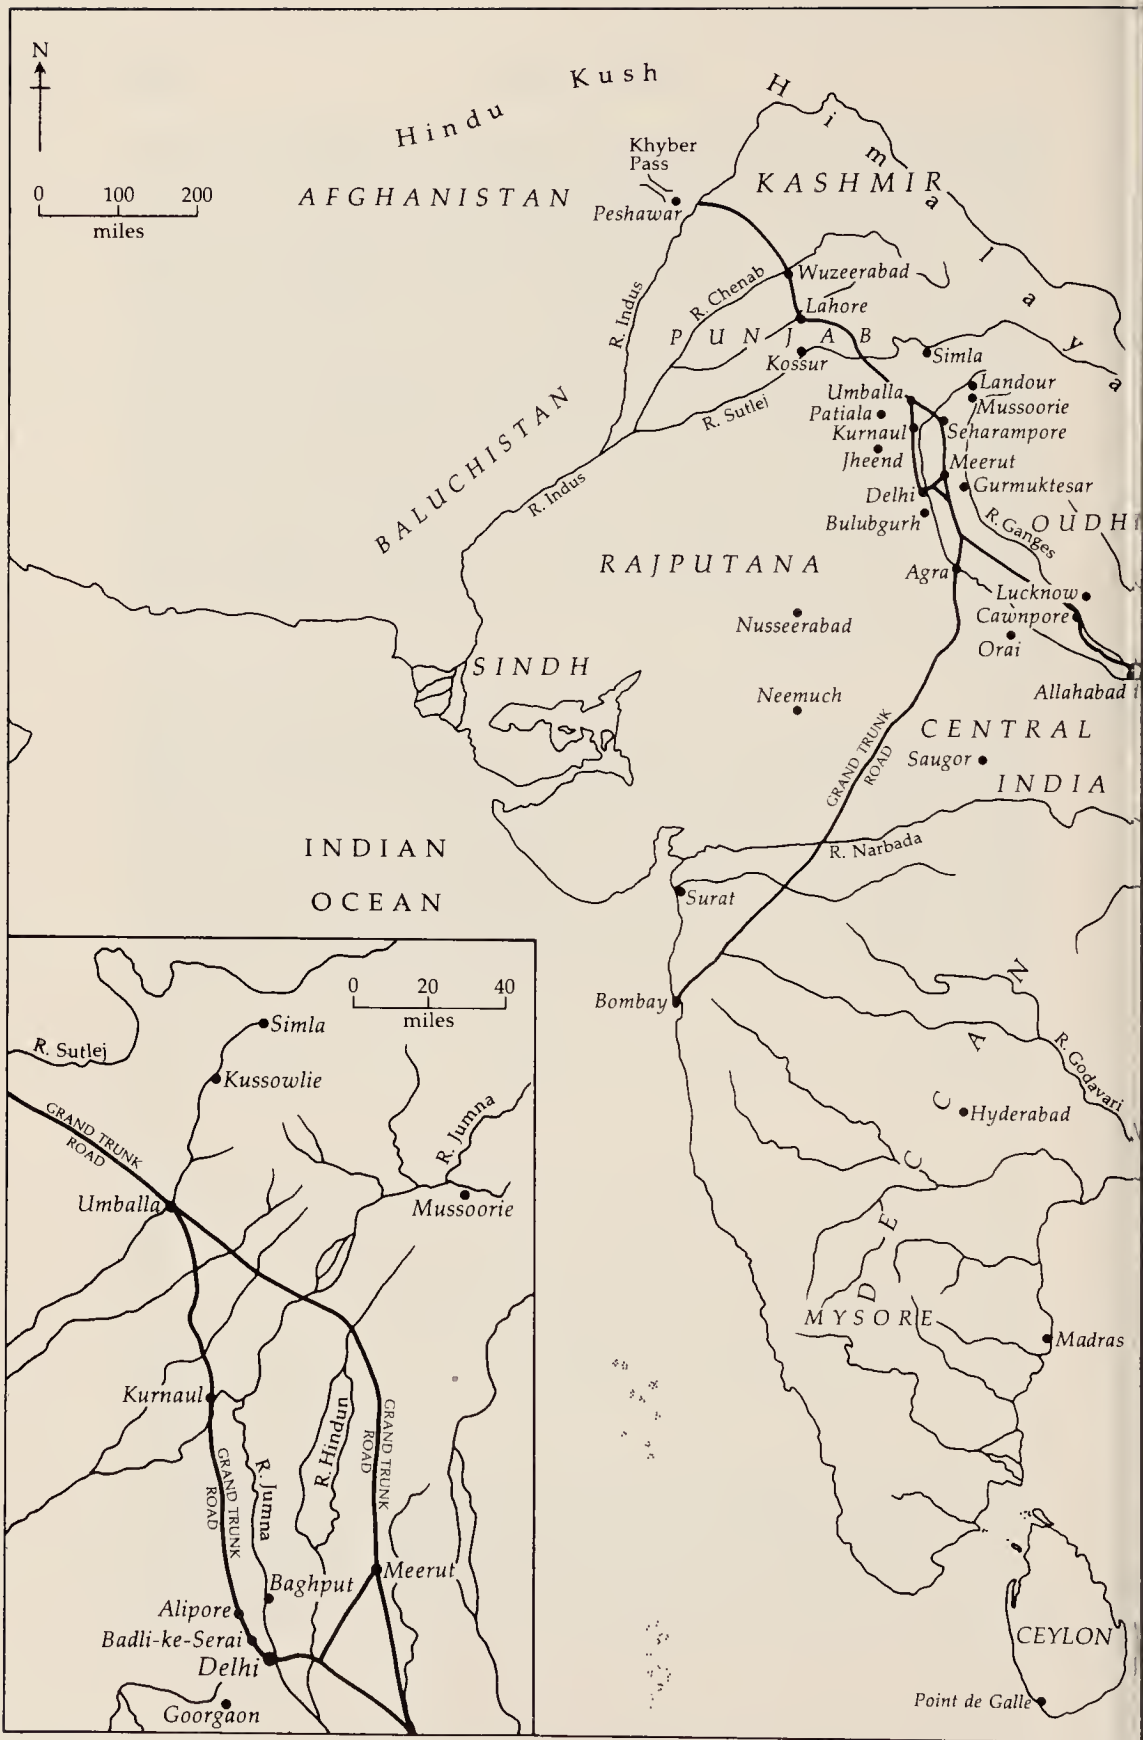 N
0 100 200
miles
Hindu Kush
Himalaya
AFGHANISTAN
Khyber
Pass
Peshawar
KASHMIR
R. Indus
R. Chenab
Wuzeerabad
Lahore
PUNJAB
Kossur
Simla
R. Sutlej
Umballa
Landour
Mussoorie
Patiala
Kurnaul
Seharampore
Jheend
Meerut
Delhi
Gurmuktesar
Bulubgurh
R. Ganges
OUDH
BALUCHISTAN
R. Indus
RAJPUTANA
Agra
Lucknow
Cawnpore
Nusseerabad
Orai
SINDH
Allahabad
Neemuch
CENTRAL
INDIA
Saugor
GRAND TRUNK
ROAD
INDIAN
OCEAN
R. Narbada
Surat
Bombay
DECCAN
R. Godavari
Hyderabad
MYSORE
Madras
CEYLON
Point de Galle
0 20 40
miles
R. Sutlej
Simla
Kussowlie
GRAND TRUNK
ROAD
R. Jumna
Umballa
Mussoorie
Kurnaul
GRAND TRUNK
ROAD
R. Jumna
R. Hindun
GRAND TRUNK
ROAD
Meerut
Baghput
Alipore
Badli-ke-Serai
Delhi
Goorgaon